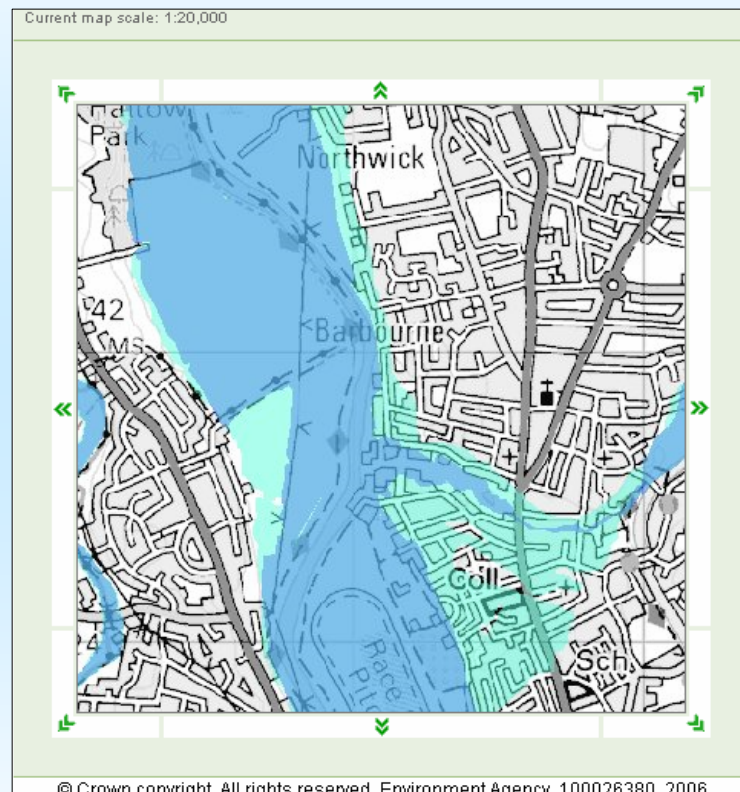 Current map scale: 1:20,000
Park
Northwick
42
Barbourne
MS
Coll
Race
Sch
© Crown copyright. All rights reserved. Environment Agency, 100026380, 2006.